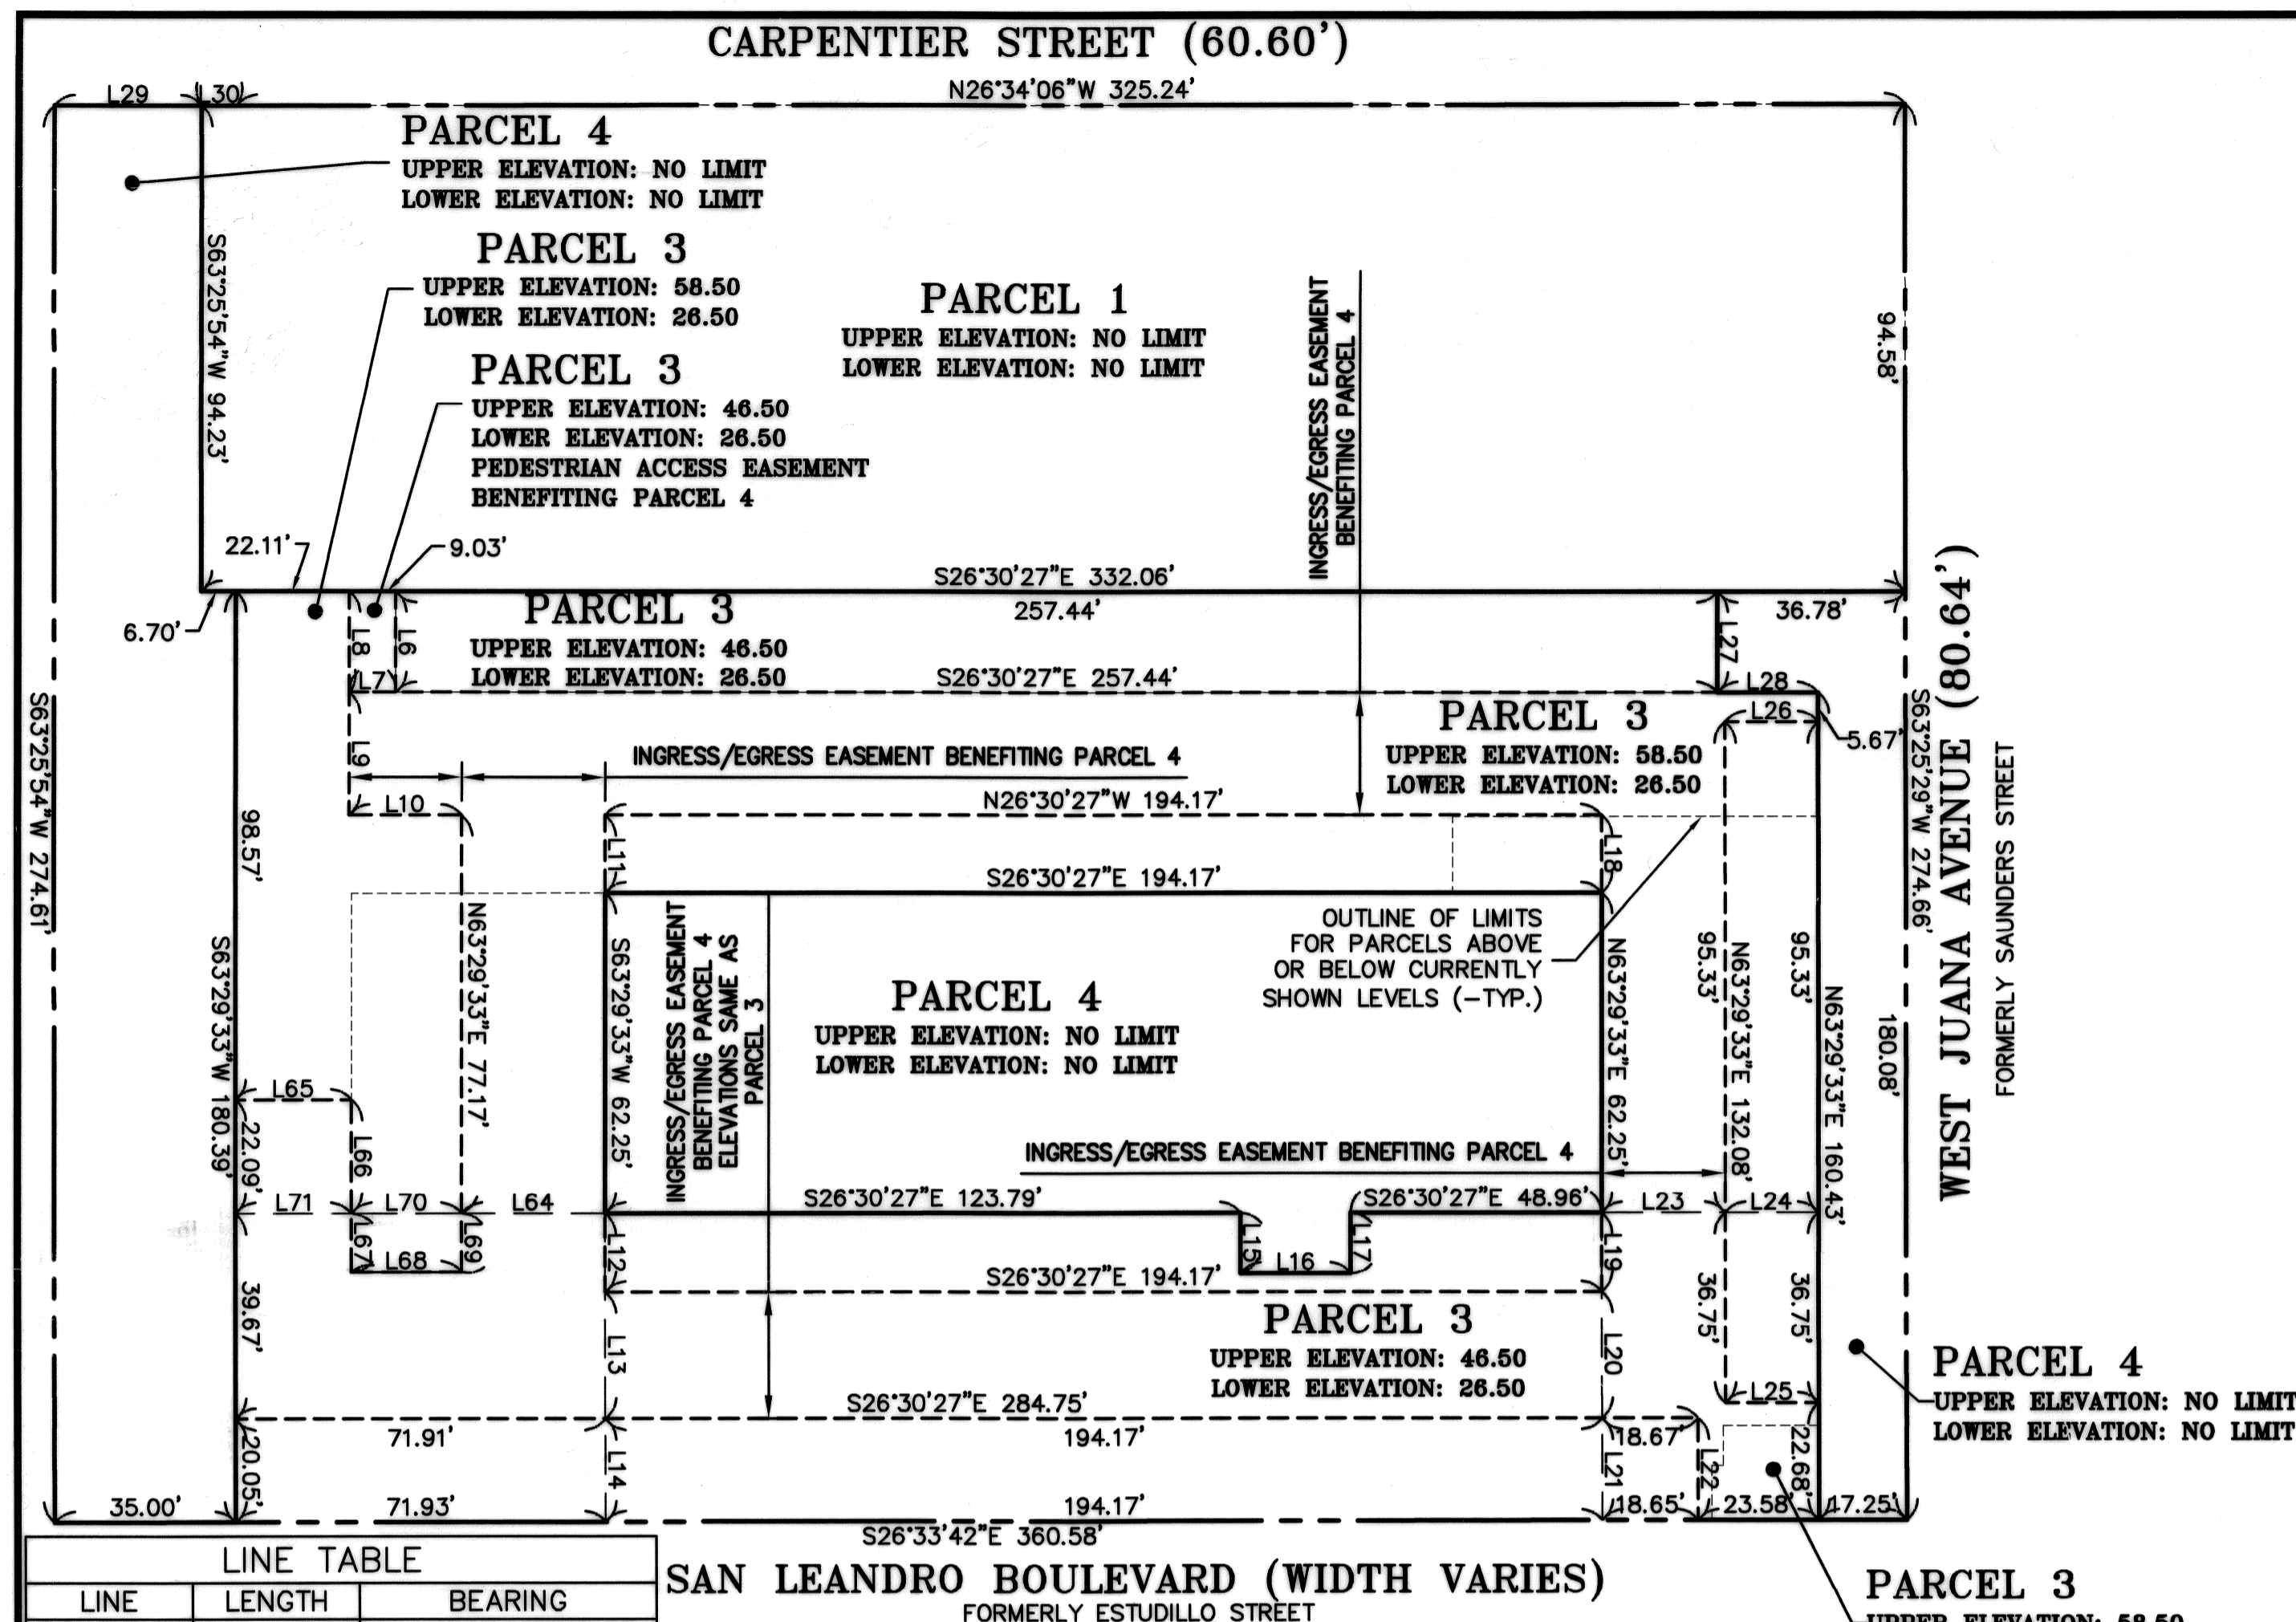 CARPENTIER STREET (60.60')
N26°34'06"W 325.24'
L29
L30
PARCEL 4
UPPER ELEVATION: NO LIMIT
LOWER ELEVATION: NO LIMIT
S63°25'54"W 94.23'
PARCEL 3
UPPER ELEVATION: 58.50
LOWER ELEVATION: 26.50
PARCEL 1
UPPER ELEVATION: NO LIMIT
LOWER ELEVATION: NO LIMIT
INGRESS/EGRESS EASEMENT
BENEFITING PARCEL 4
94.58'
PARCEL 3
UPPER ELEVATION: 46.50
LOWER ELEVATION: 26.50
PEDESTRIAN ACCESS EASEMENT
BENEFITING PARCEL 4
22.11'
9.03'
S26°30'27"E 332.06'
257.44'
36.78'
6.70'
L8
L6
L7
PARCEL 3
UPPER ELEVATION: 46.50
LOWER ELEVATION: 26.50
S26°30'27"E 257.44'
L27
L28
L26
5.67'
PARCEL 3
UPPER ELEVATION: 58.50
LOWER ELEVATION: 26.50
S63°25'54"W 274.61'
S63°25'29"W 274.66'
WEST JUANA AVENUE (80.64')
FORMERLY SAUNDERS STREET
L9
INGRESS/EGRESS EASEMENT BENEFITING PARCEL 4
L10
N26°30'27"W 194.17'
L11
L18
98.57'
S26°30'27"E 194.17'
N63°29'33"E 77.17'
S63°29'33"W 62.25'
INGRESS/EGRESS EASEMENT
BENEFITING PARCEL 4
ELEVATIONS SAME AS
PARCEL 3
OUTLINE OF LIMITS
FOR PARCELS ABOVE
OR BELOW CURRENTLY
SHOWN LEVELS (-TYP.)
N63°29'33"E 62.25'
95.33'
N63°29'33"E 132.08'
95.33'
N63°29'33"E 160.43'
180.08'
PARCEL 4
UPPER ELEVATION: NO LIMIT
LOWER ELEVATION: NO LIMIT
S63°29'33"W 180.39'
L65
22.09'
L66
INGRESS/EGRESS EASEMENT BENEFITING PARCEL 4
L71
L70
L64
S26°30'27"E 123.79'
S26°30'27"E 48.96'
L23
L24
L67
L68
L69
L12
L15
L16
L17
L19
S26°30'27"E 194.17'
39.67'
L13
PARCEL 3
UPPER ELEVATION: 46.50
LOWER ELEVATION: 26.50
L20
36.75'
36.75'
PARCEL 4
UPPER ELEVATION: NO LIMIT
LOWER ELEVATION: NO LIMIT
L25
S26°30'27"E 284.75'
71.91'
194.17'
18.67'
20.05'
L14
L21
L22
22.68'
35.00'
71.93'
194.17'
18.65'
23.58'
17.25'
S26°33'42"E 360.58'
LINE TABLE
LINE LENGTH BEARING
SAN LEANDRO BOULEVARD (WIDTH VARIES)
FORMERLY ESTUDILLO STREET
PARCEL 3
UPPER ELEVATION: 58.50